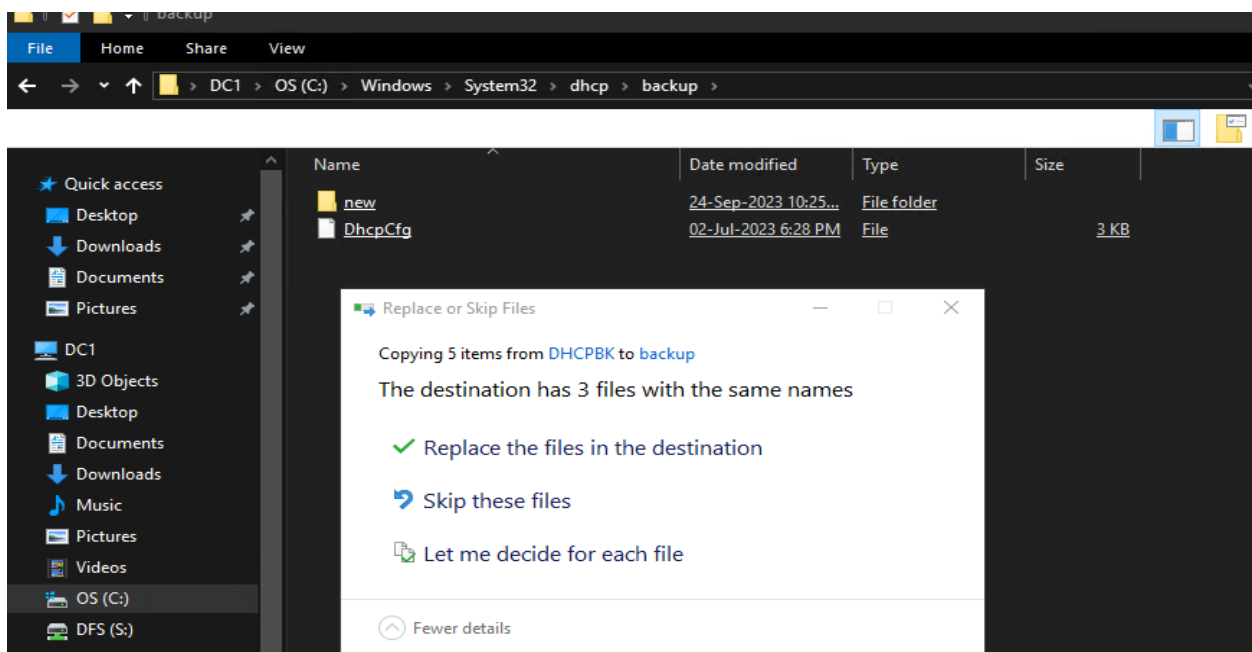 backup
File Home Share View
DC1 > OS (C:) > Windows > System32 > dhcp > backup >
Name Date modified Type Size
Quick access
new 24-Sep-2023 10:25... File folder
Desktop
DhcpCfg 02-Jul-2023 6:28 PM File 3 KB
Downloads
Documents
Pictures
DC1
3D Objects
Desktop
Documents
Downloads
Music
Pictures
Videos
OS (C:)
DFS (S:)
Replace or Skip Files
Copying 5 items from DHCPBK to backup
The destination has 3 files with the same names
Replace the files in the destination
Skip these files
Let me decide for each file
Fewer details